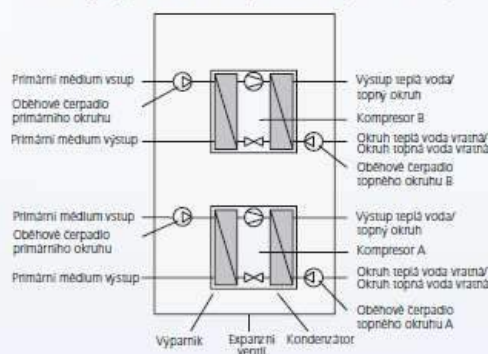 Primární médium vstup
Oběhové čerpadlo
primárního okruhu
Primární médium výstup
Výstup teplá voda/
topný okruh
Kompresor B
Okruh teplá voda vratná/
Okruh topná voda vratná
Oběhové čerpadlo
topného okruhu B
Primární médium vstup
Oběhové čerpadlo
primárního okruhu
Primární médium výstup
Výstup teplá voda/
topný okruh
Kompresor A
Okruh teplá voda vratná/
Okruh topná voda vratná
Oběhové čerpadlo
topného okruhu A
Výparník
Expanzní
ventil
Kondenzátor